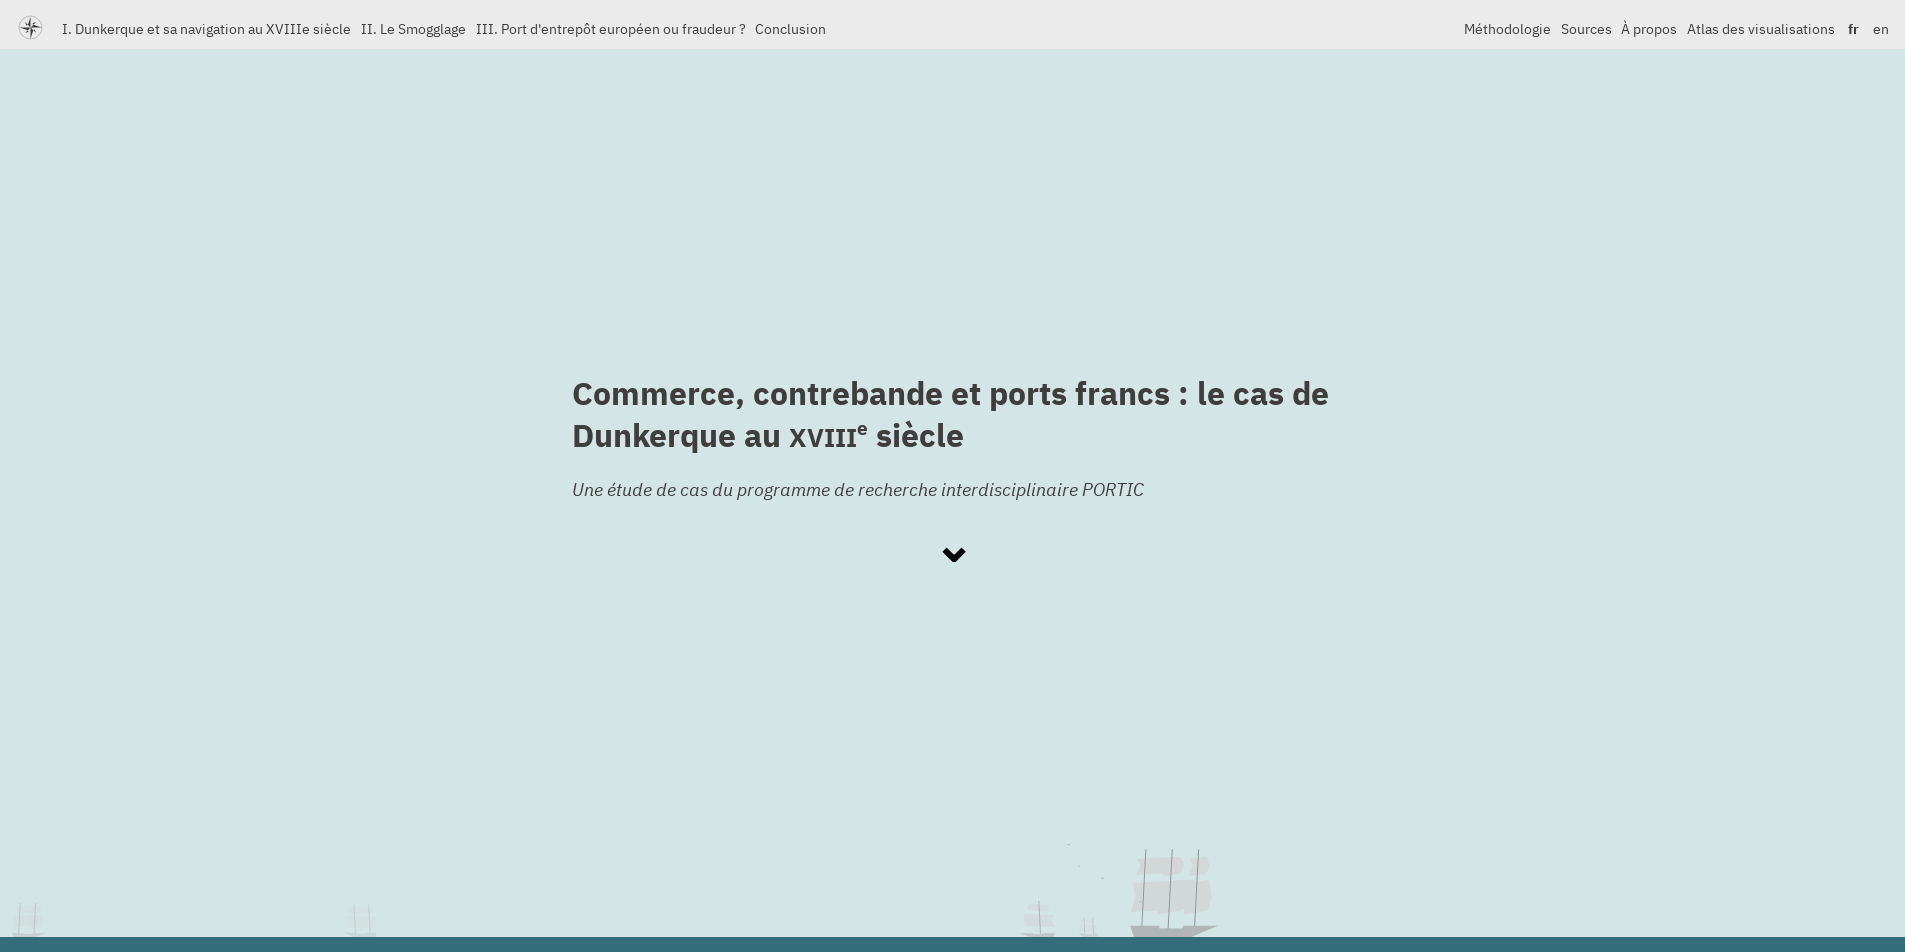 I. Dunkerque et sa navigation au XVIIIe siècle II. Le Smogglage III. Port d'entrepôt européen ou fraudeur ? Conclusion Méthodologie Sources À propos Atlas des visualisations fr en
Commerce, contrebande et ports francs : le cas de
Dunkerque au XVIIIe siècle
Une étude de cas du programme de recherche interdisciplinaire PORTIC